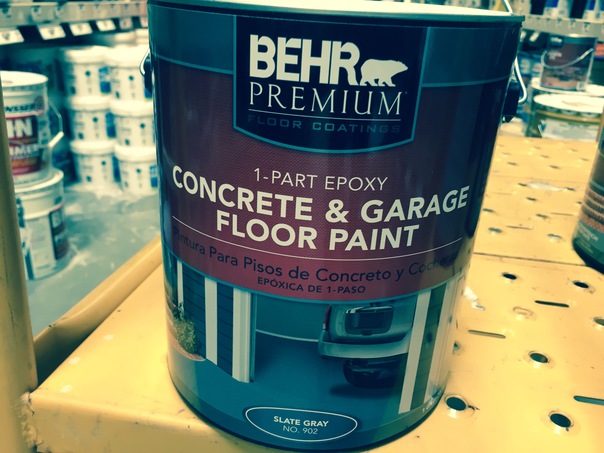 BEHR
PREMIUM
FLOOR COATINGS
1-PART EPOXY
CONCRETE & GARAGE
FLOOR PAINT
Pintura Para Pisos de Concreto y
EPÓXICA DE 1-PASO
SLATE GRAY
NO. 902